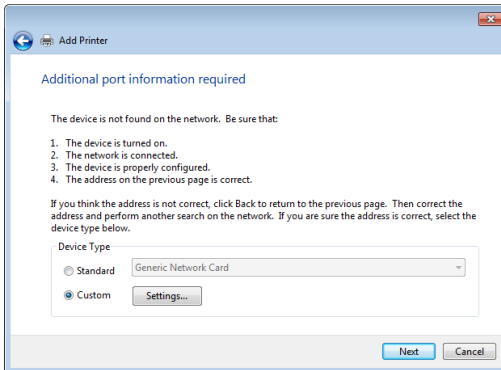 Add Printer
Additional port information required
The device is not found on the network. Be sure that:
1. The device is turned on.
2. The network is connected.
3. The device is properly configured.
4. The address on the previous page is correct.
If you think the address is not correct, click Back to return to the previous page. Then correct the
address and perform another search on the network. If you are sure the address is correct, select the
device type below.
Device Type
Standard Generic Network Card
Custom Settings...
Next Cancel